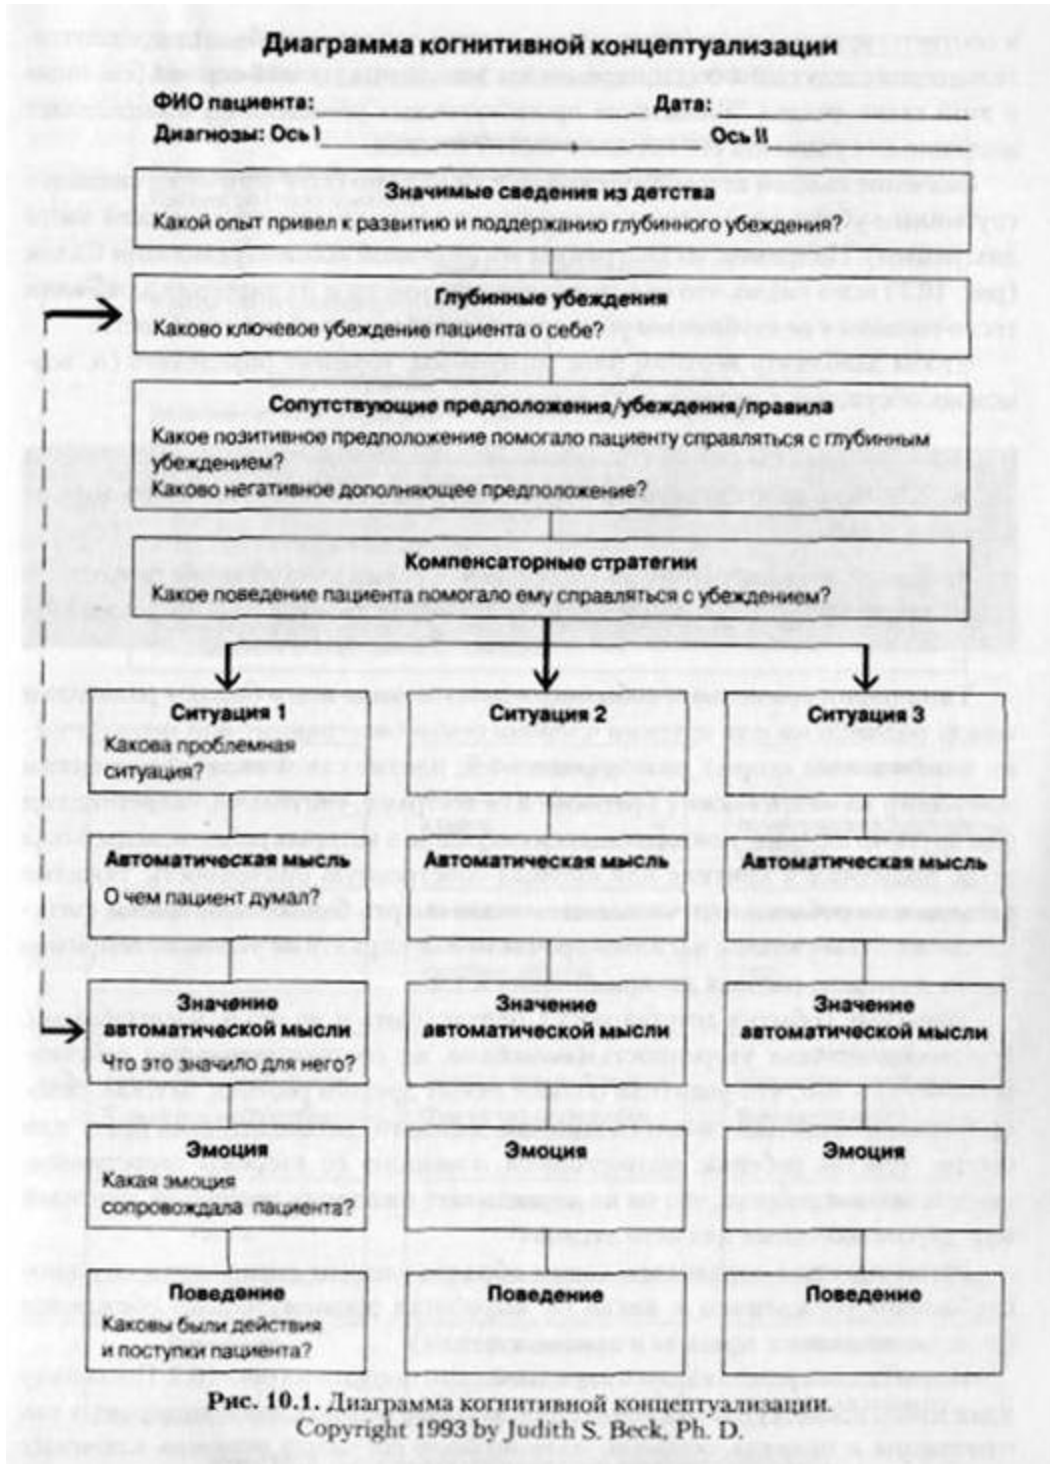 Диаграмма когнитивной концептуализации
ФИО пациента: Дата:
Диагнозы: Ось I Ось II
Значимые сведения из детства
Какой опыт привел к развитию и поддержанию глубинного убеждения?
Глубинные убеждения
Каково ключевое убеждение пациента о себе?
Сопутствующие предположения/убеждения/правила
Какое позитивное предположение помогало пациенту справляться с глубинным
убеждением?
Каково негативное дополняющее предположение?
Компенсаторные стратегии
Какое поведение пациента помогало ему справляться с убеждением?
Ситуация 1
Какова проблемная
ситуация?
Ситуация 2
Ситуация 3
Автоматическая мысль
О чем пациент думал?
Автоматическая мысль
Автоматическая мысль
Значение
автоматической мысли
Что это значило для него?
Значение
автоматической мысли
Значение
автоматической мысли
Эмоция
Какая эмоция
сопровождала пациента?
Эмоция
Эмоция
Поведение
Каковы были действия
и поступки пациента?
Поведение
Поведение
Рис. 10.1. Диаграмма когнитивной концептуализации.
Copyright 1993 by Judith S. Beck, Ph. D.